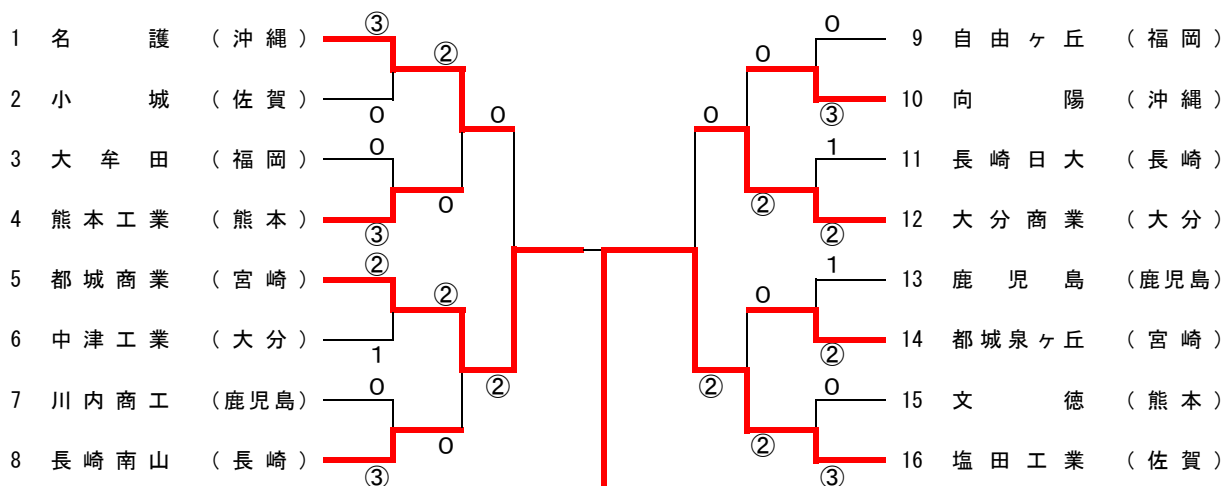 1 名護 (沖縄) ③
②
2 小城 (佐賀) 0
0
3 大牟田 (福岡) 0
0
4 熊本工業 (熊本) ③
5 都城商業 (宮崎) ②
②
6 中津工業 (大分) 1
②
7 川内商工 (鹿児島) 0
0
8 長崎南山 (長崎) ③
0 9 自由ヶ丘 (福岡)
0
③ 10 向陽 (沖縄)
0
1 11 長崎日大 (長崎)
②
② 12 大分商業 (大分)
1 13 鹿児島 (鹿児島)
0
② 14 都城泉ヶ丘 (宮崎)
②
0 15 文徳 (熊本)
②
③ 16 塩田工業 (佐賀)